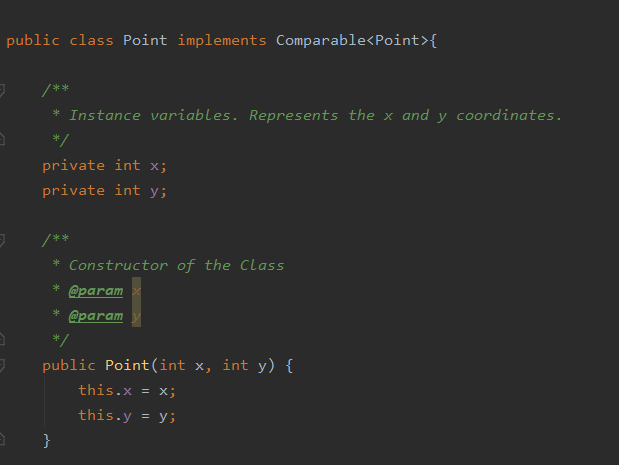 public class Point implements Comparable<Point>{
/**
* Instance variables. Represents the x and y coordinates.
*/
private int x;
private int y;
/**
* Constructor of the Class
* @param x
* @param y
*/
public Point(int x, int y) {
this.x = x;
this.y = y;
}